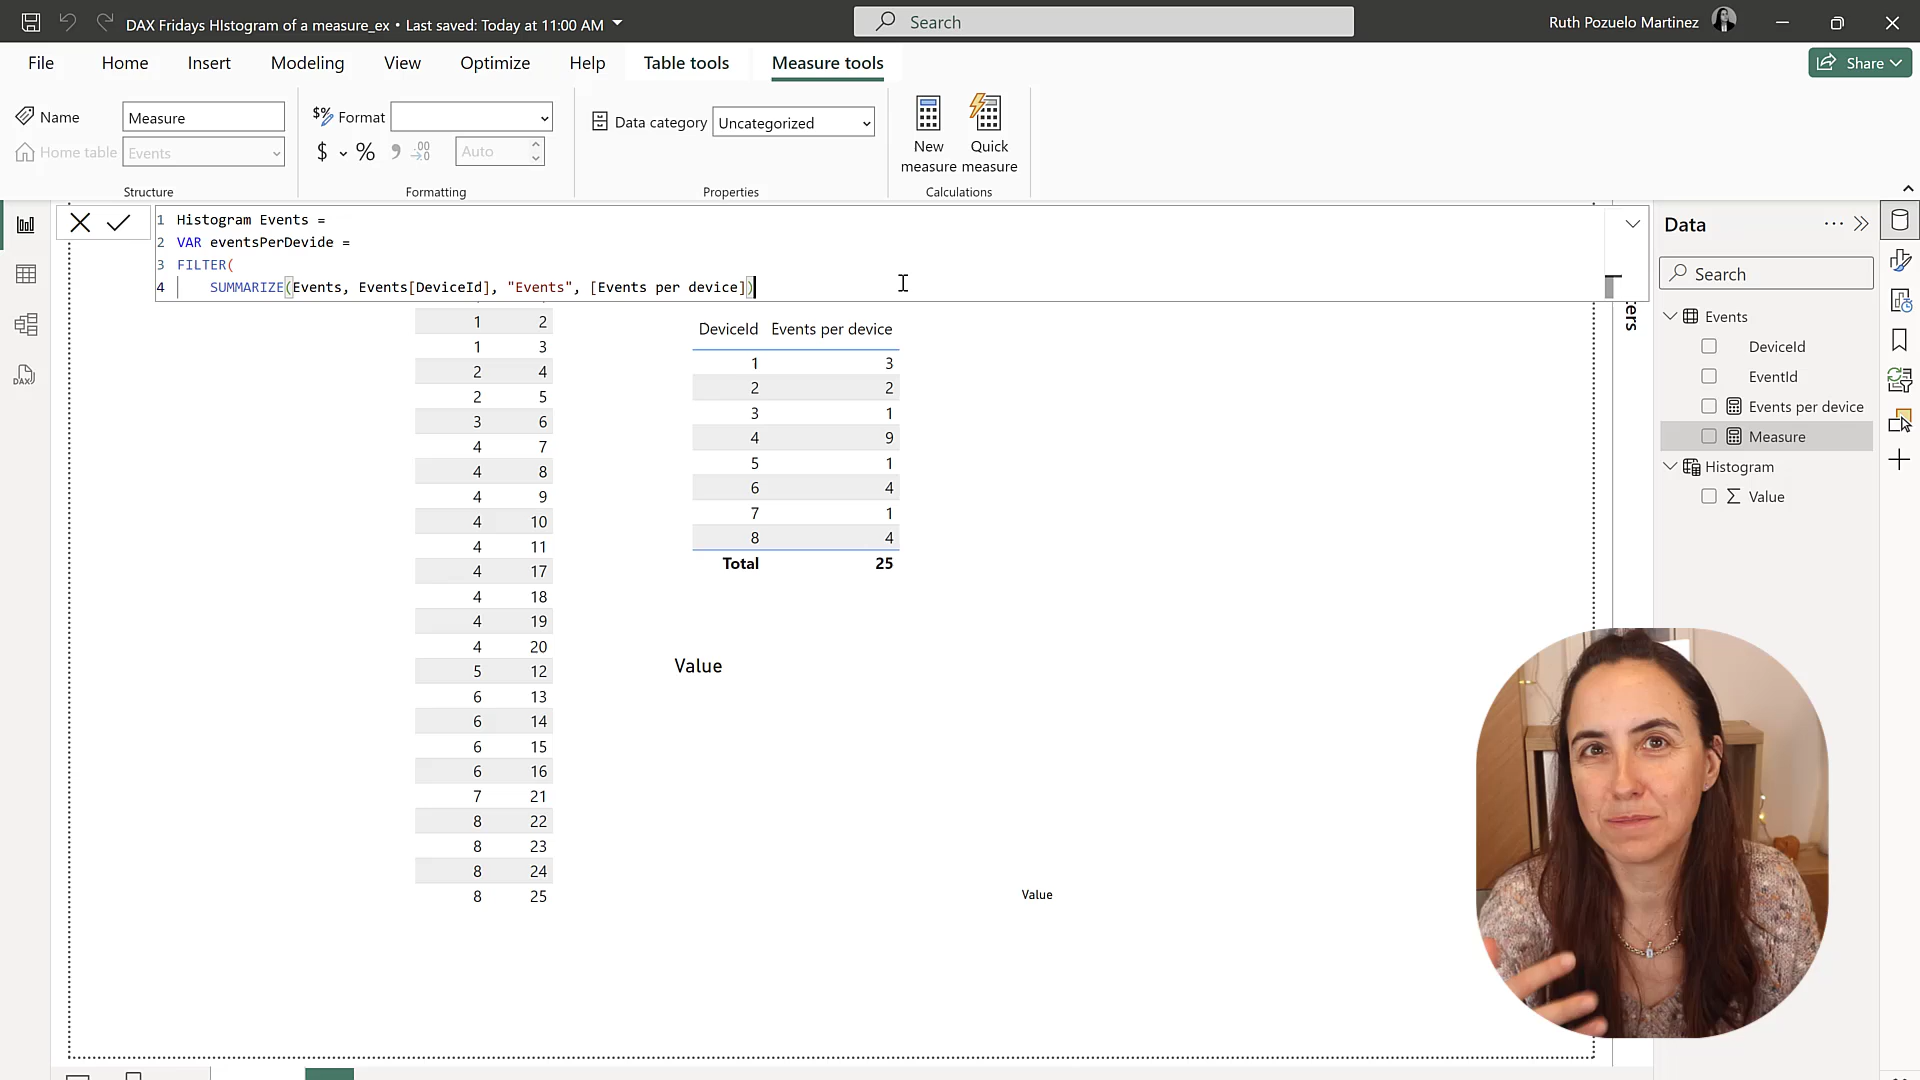 DAX Fridays HIstogram of a measure_ex • Last saved: Today at 11:00 AM
Search
Ruth Pozuelo Martinez
File Home Insert Modeling View Optimize Help Table tools Measure tools
Share
Name Measure
Home table Events
Structure
$% Format
$ % 9 .00 →0 Auto
Formatting
Data category Uncategorized
Properties
New measure
Quick measure
Calculations
1 Histogram Events =
2 VAR eventsPerDevide =
3 FILTER(
4 SUMMARIZE(Events, Events[DeviceId], "Events", [Events per device])
DAX
1 2
1 3
2 4
2 5
3 6
4 7
4 8
4 9
4 10
4 11
4 17
4 18
4 19
4 20
5 12
6 13
6 14
6 15
6 16
7 21
8 22
8 23
8 24
8 25
DeviceId Events per device
1 3
2 2
3 1
4 9
5 1
6 4
7 1
8 4
Total 25
Value
Value
ers
Data
Search
Events
DeviceId
EventId
Events per device
Measure
Histogram
Σ Value